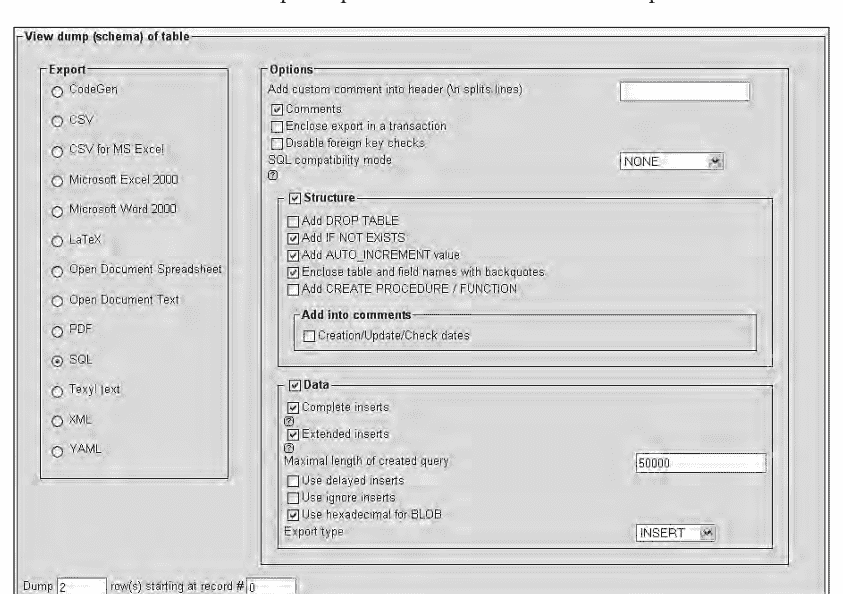 View dump (schema) of table
Export
CodeGen
CSV
CSV for MS Excel
Microsoft Excel 2000
Microsoft Word 2000
LaTeX
Open Document Spreadsheet
Open Document Text
PDF
SQL
Texy! text
XML
YAML
Options
Add custom comment into header (\n splits lines)
Comments
Enclose export in a transaction
Disable foreign key checks
SQL compatibility mode NONE
Structure
Add DROP TABLE
Add IF NOT EXISTS
Add AUTO_INCREMENT value
Enclose table and field names with backquotes
Add CREATE PROCEDURE / FUNCTION
Add into comments
Creation/Update/Check dates
Data
Complete inserts
Extended inserts
Maximal length of created query 50000
Use delayed inserts
Use ignore inserts
Use hexadecimal for BLOB
Export type INSERT
Dump 2 row(s) starting at record # 0